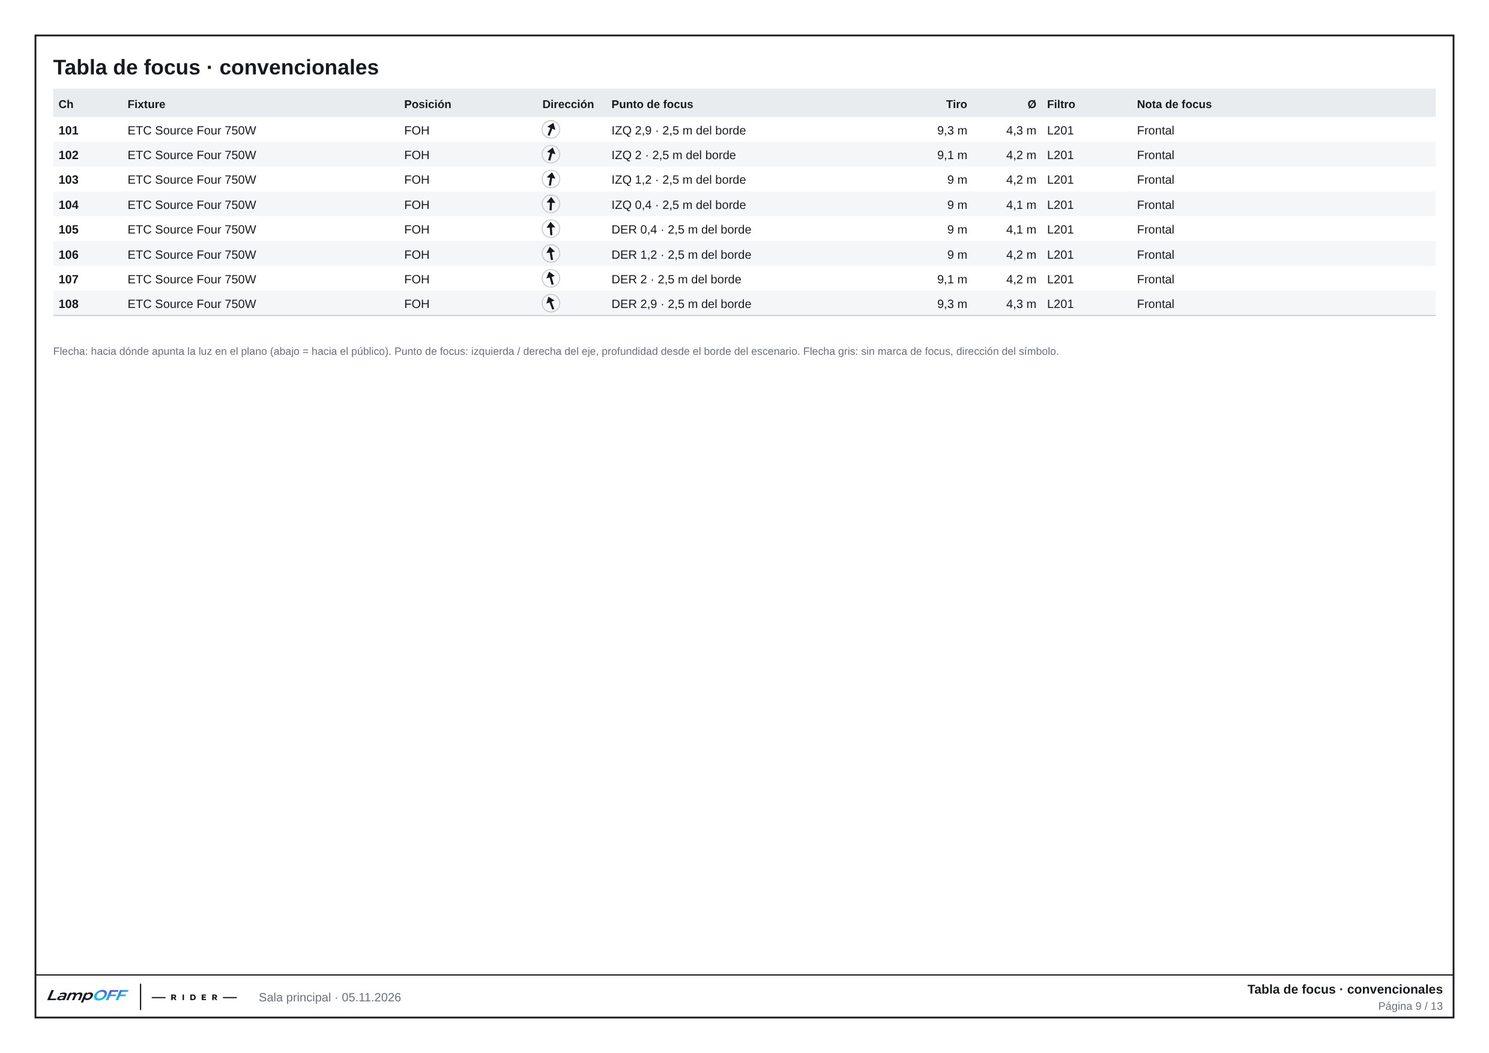 Tabla de focus · convencionales
Ch Fixture Posición Dirección Punto de focus Tiro Ø Filtro Nota de focus
101 ETC Source Four 750W FOH IZQ 2,9 · 2,5 m del borde 9,3 m 4,3 m L201 Frontal
102 ETC Source Four 750W FOH IZQ 2 · 2,5 m del borde 9,1 m 4,2 m L201 Frontal
103 ETC Source Four 750W FOH IZQ 1,2 · 2,5 m del borde 9 m 4,2 m L201 Frontal
104 ETC Source Four 750W FOH IZQ 0,4 · 2,5 m del borde 9 m 4,1 m L201 Frontal
105 ETC Source Four 750W FOH DER 0,4 · 2,5 m del borde 9 m 4,1 m L201 Frontal
106 ETC Source Four 750W FOH DER 1,2 · 2,5 m del borde 9 m 4,2 m L201 Frontal
107 ETC Source Four 750W FOH DER 2 · 2,5 m del borde 9,1 m 4,2 m L201 Frontal
108 ETC Source Four 750W FOH DER 2,9 · 2,5 m del borde 9,3 m 4,3 m L201 Frontal
Flecha: hacia dónde apunta la luz en el plano (abajo = hacia el público). Punto de focus: izquierda / derecha del eje, profundidad desde el borde del escenario. Flecha gris: sin marca de focus, dirección del símbolo.
LampOFF RIDER Sala principal · 05.11.2026
Tabla de focus · convencionales
Página 9 / 13